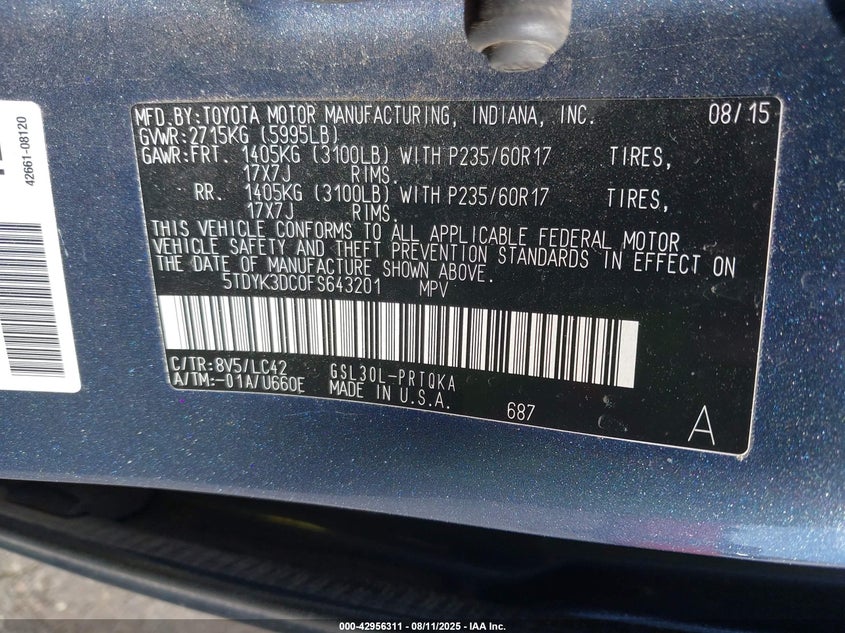 MFD.BY:TOYOTA MOTOR MANUFACTURING, INDIANA, INC. 08/15
GVWR:2715KG (5995LB)
GAWR:FRT. 1405KG (3100LB) WITH P235/60R17 TIRES,
17X7J RIMS.
RR. 1405KG (3100LB) WITH P235/60R17 TIRES,
17X7J RIMS.
THIS VEHICLE CONFORMS TO ALL APPLICABLE FEDERAL MOTOR
VEHICLE SAFETY AND THEFT PREVENTION STANDARDS IN EFFECT ON
THE DATE OF MANUFACTURE SHOWN ABOVE.
5TDYK3DC0FS643201 MPV
C/TR:8V5/LC42 GSL30L-PRTQKA
A/TM:-01A/U660E MADE IN U.S.A. 687
A
42661-08120
000-42956311 - 08/11/2025 - IAA Inc.